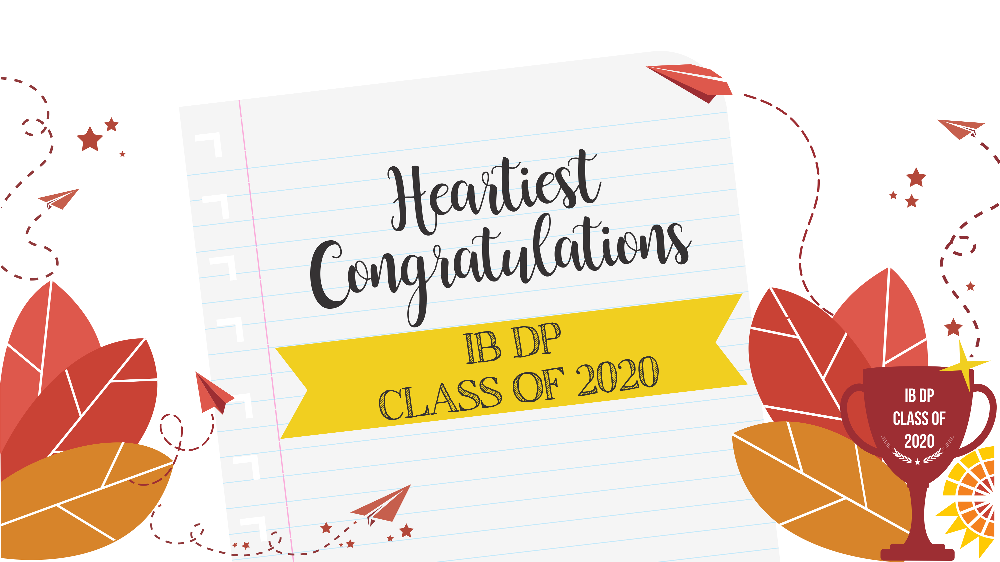 Heartiest
Congratulations
IB DP
CLASS OF 2020
IB DP
CLASS OF
2020